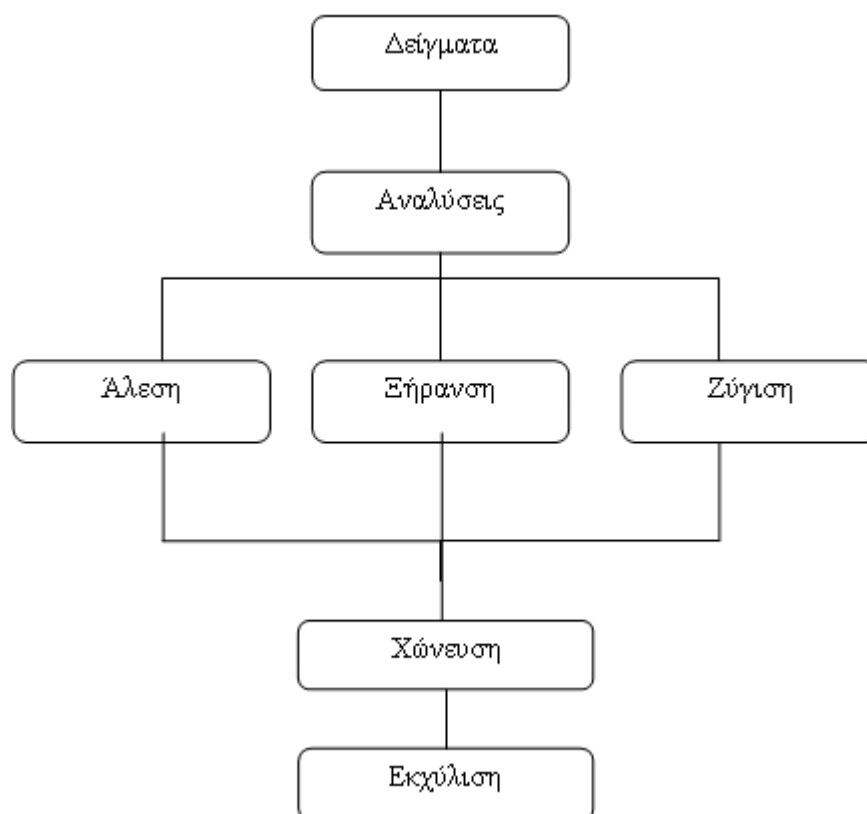 Δείγματα
Αναλύσεις
Άλεση
Ξήρανση
Ζύγιση
Χώνευση
Εκχύλιση